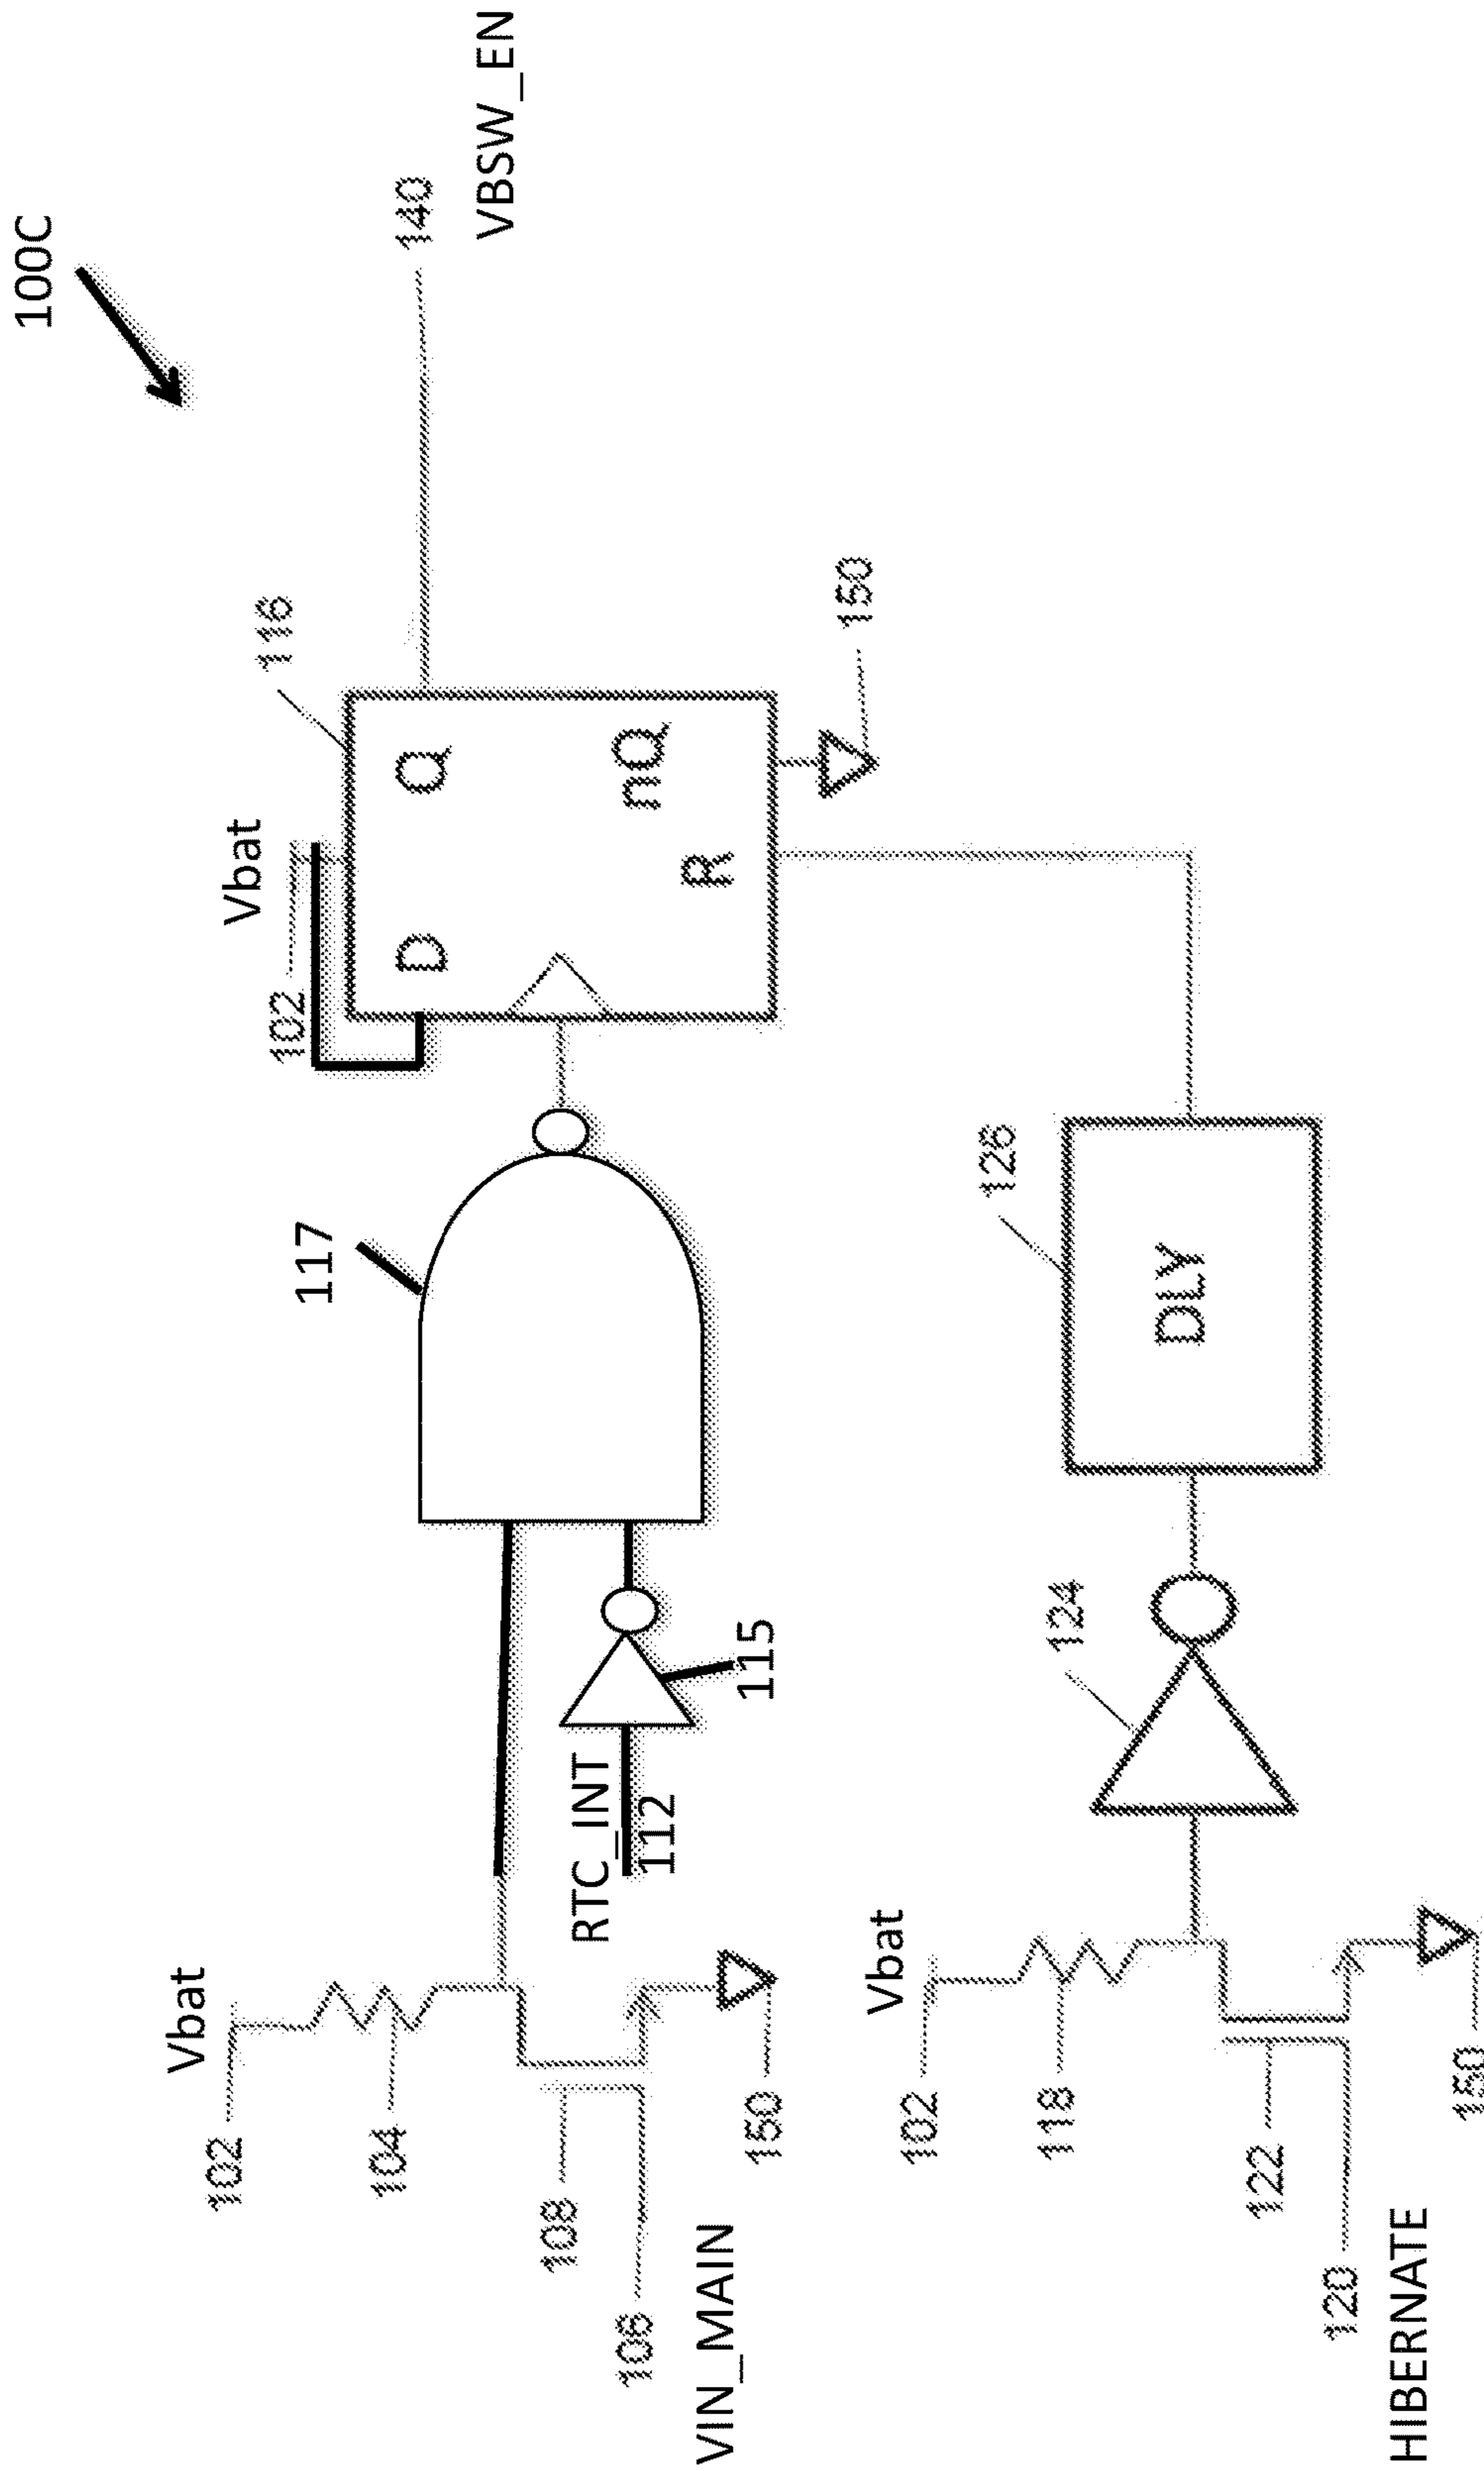 100C
Vbat
102
104
108
106
VIN_MAIN
150
RTC_INT
112
115
117
Vbat
102
116
D
Q
nQ
R
140
VBSW_EN
150
Vbat
102
118
122
120
HIBERNATE
150
124
126
DLY